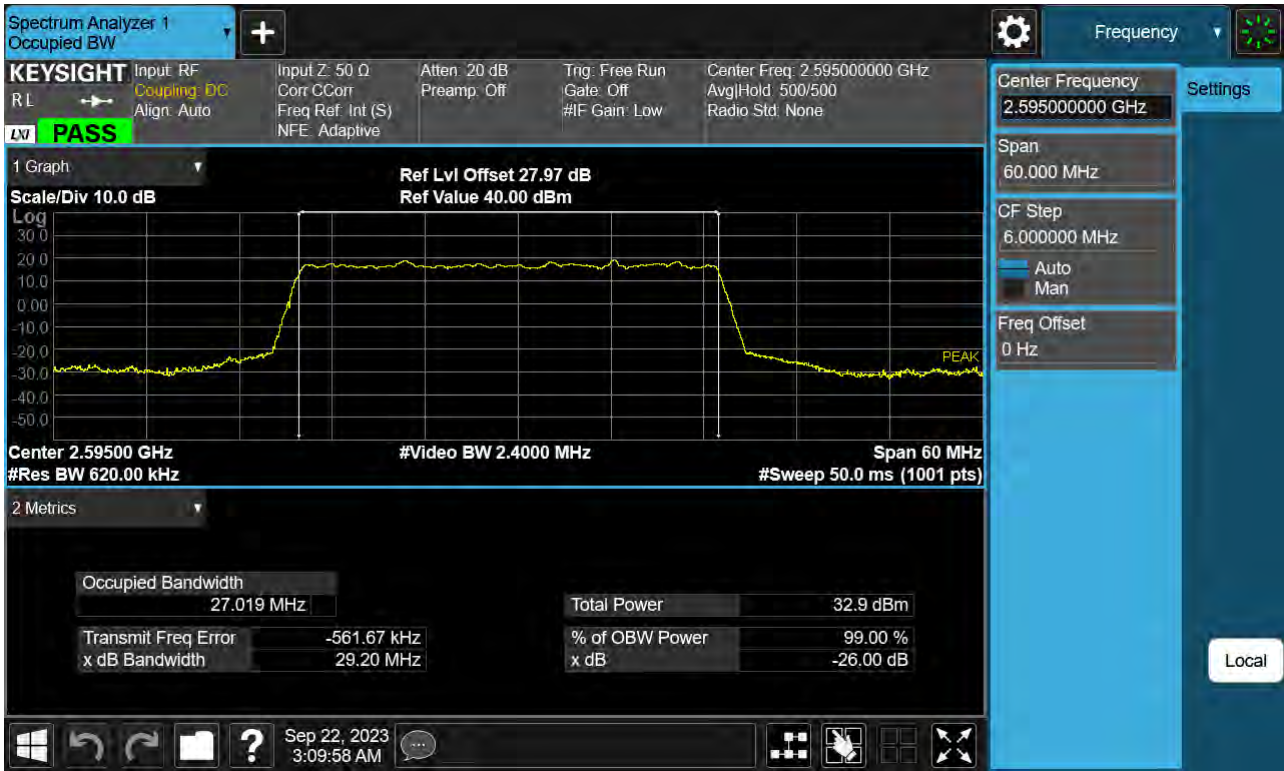 Spectrum Analyzer 1
Occupied BW
Frequency
KEYSIGHT
RL
LXI
PASS
Input: RF
Coupling: DC
Align: Auto
Input Z: 50 Ω
Corr CCorr
Freq Ref: Int (S)
NFE: Adaptive
Atten: 20 dB
Preamp: Off
Trig: Free Run
Gate: Off
#IF Gain: Low
Center Freq: 2.595000000 GHz
Avg|Hold: 500/500
Radio Std: None
Center Frequency
2.595000000 GHz
Settings
Span
60.000 MHz
CF Step
6.000000 MHz
Auto
Man
Freq Offset
0 Hz
Local
1 Graph
Scale/Div 10.0 dB
Ref Lvl Offset 27.97 dB
Ref Value 40.00 dBm
Log
30.0
20.0
10.0
0.00
-10.0
-20.0
-30.0
-40.0
-50.0
PEAK
Center 2.59500 GHz
#Video BW 2.4000 MHz
Span 60 MHz
#Res BW 620.00 kHz
#Sweep 50.0 ms (1001 pts)
2 Metrics
Occupied Bandwidth
27.019 MHz
Total Power 32.9 dBm
Transmit Freq Error -561.67 kHz
% of OBW Power 99.00 %
x dB Bandwidth 29.20 MHz
x dB -26.00 dB
Sep 22, 2023
3:09:58 AM